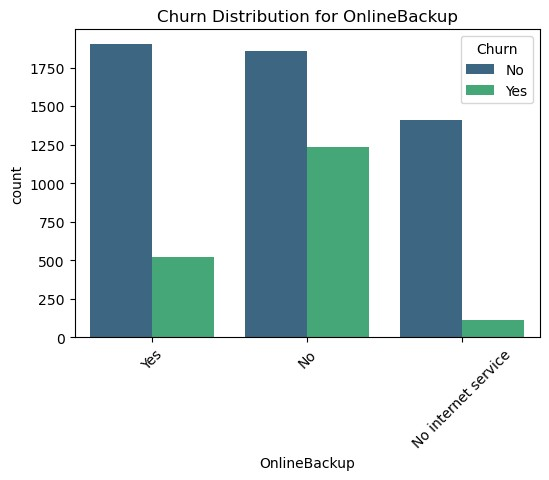 Churn Distribution for OnlineBackup
Churn
No
Yes
count
1750
1500
1250
1000
750
500
250
0
Yes
No
No internet service
OnlineBackup